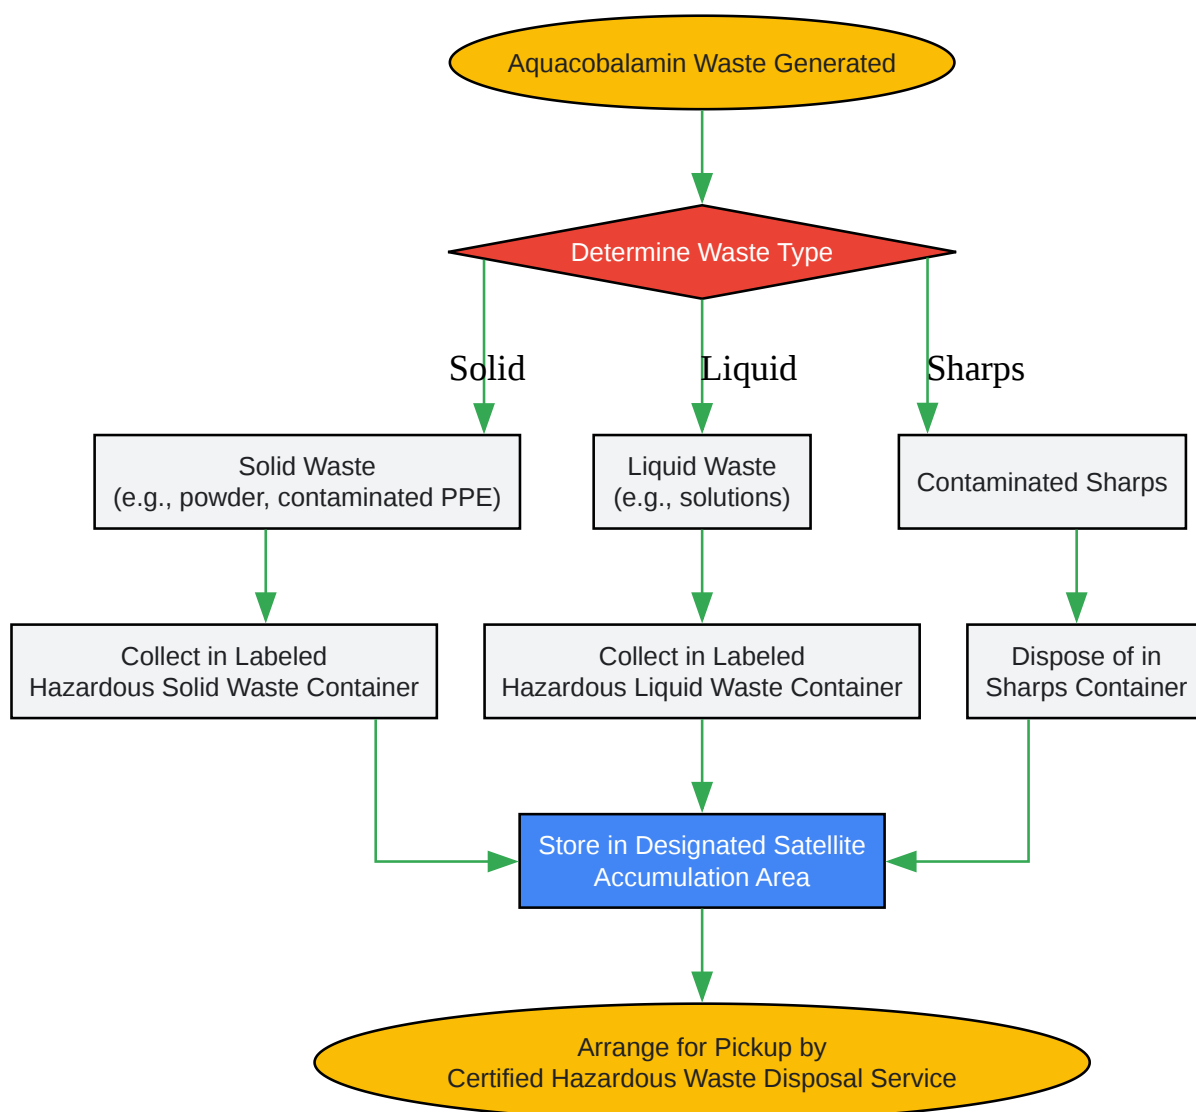 Aquacobalamin Waste Generated
Determine Waste Type
Solid
Liquid
Sharps
Solid Waste
(e.g., powder, contaminated PPE)
Liquid Waste
(e.g., solutions)
Contaminated Sharps
Collect in Labeled
Hazardous Solid Waste Container
Collect in Labeled
Hazardous Liquid Waste Container
Dispose of in
Sharps Container
Store in Designated Satellite
Accumulation Area
Arrange for Pickup by
Certified Hazardous Waste Disposal Service